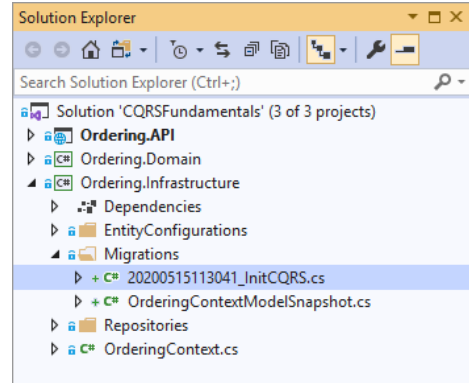 Solution Explorer
Search Solution Explorer (Ctrl+;)
Solution 'CQRSFundamentals' (3 of 3 projects)
Ordering.API
C# Ordering.Domain
C# Ordering.Infrastructure
Dependencies
EntityConfigurations
Migrations
+ C# 20200515113041_InitCQRS.cs
+ C# OrderingContextModelSnapshot.cs
Repositories
C# OrderingContext.cs